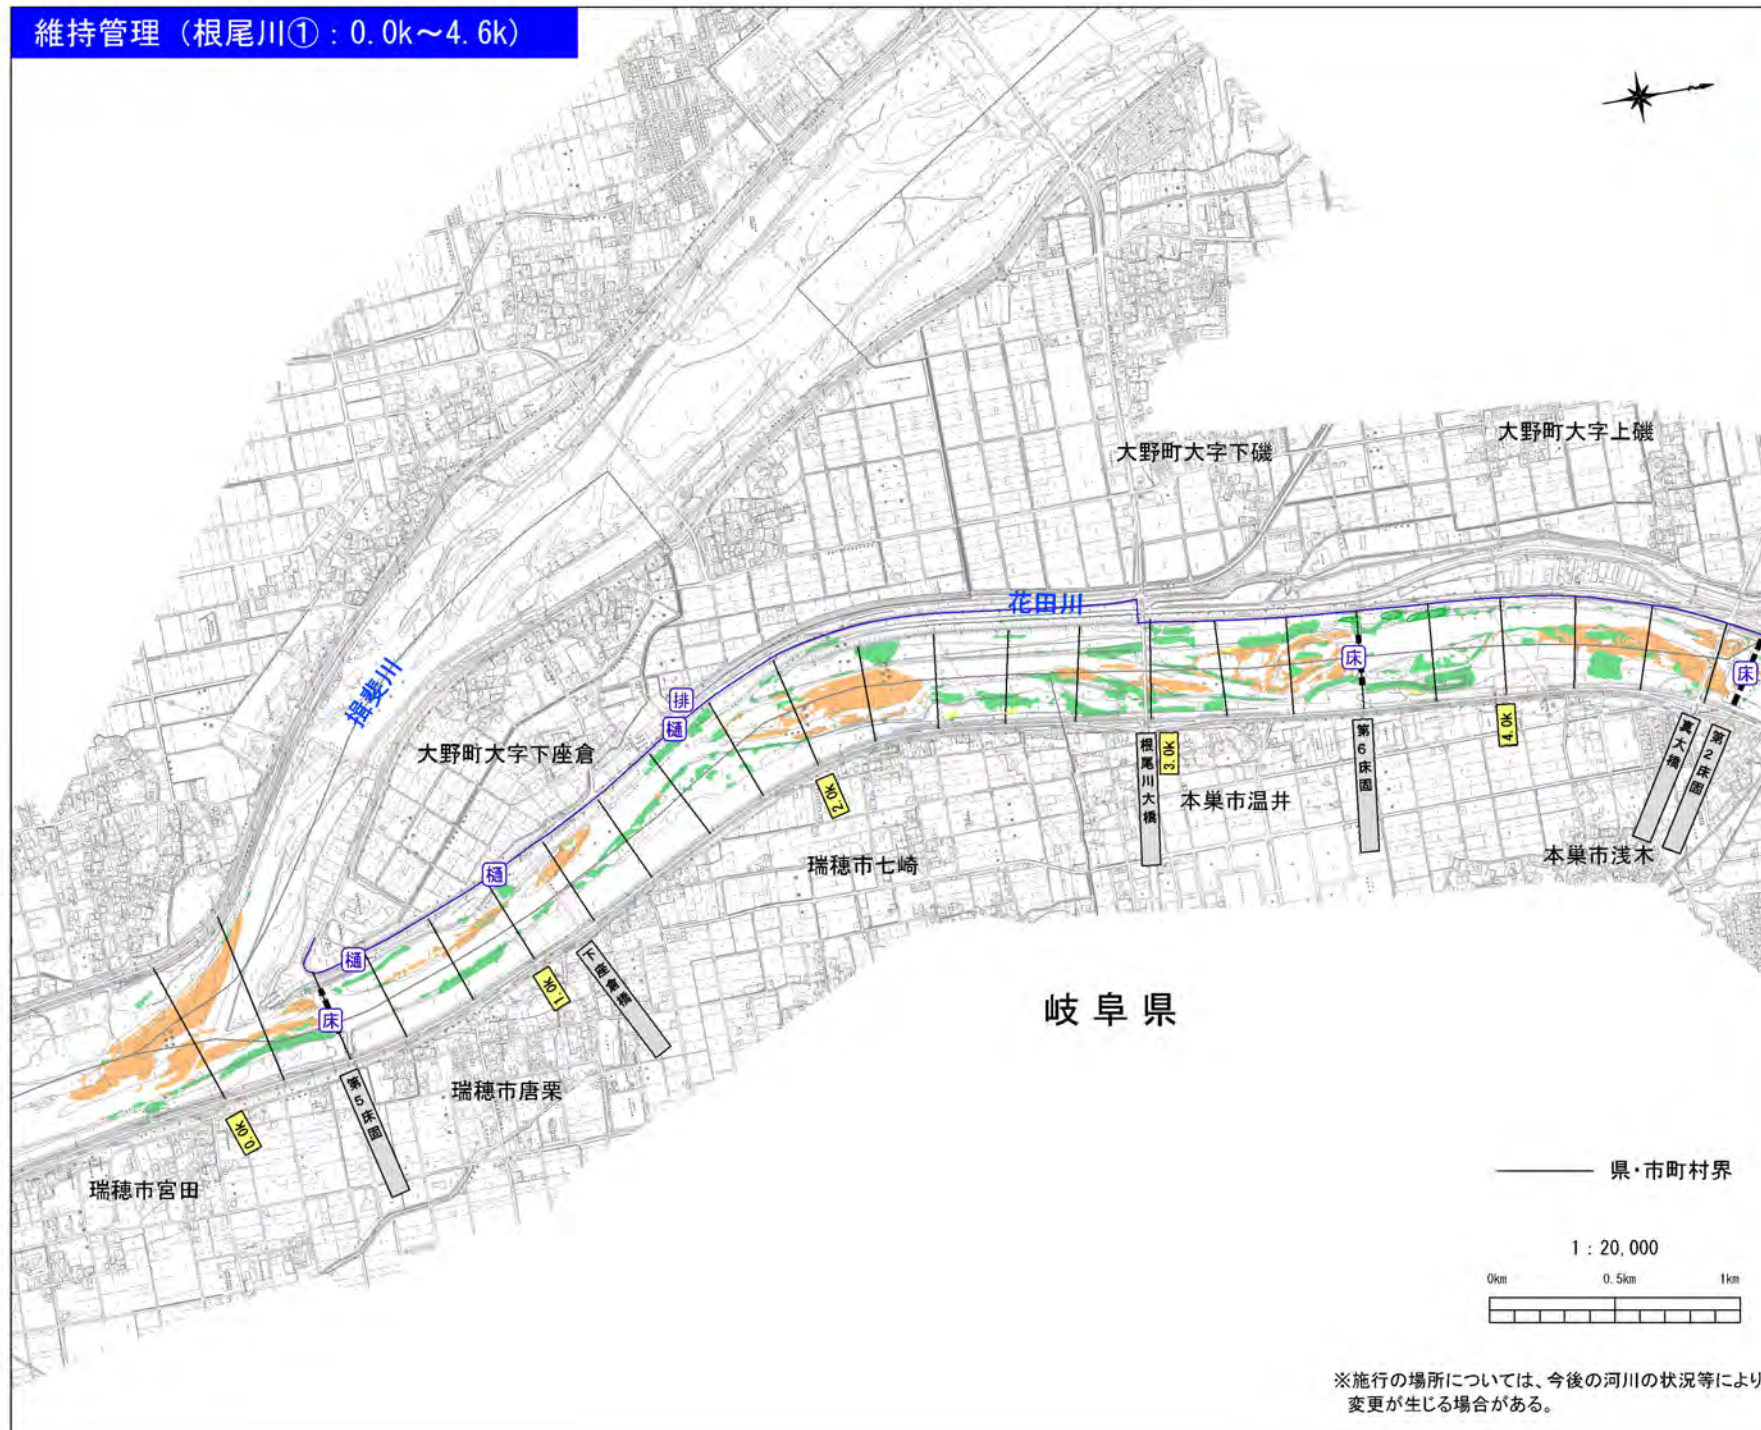 維持管理（根尾川①：0.0k～4.6k）
大野町大字下磯
大野町大字上磯
花田川
揖斐川
床
床
排
樋
大野町大字下座倉
根尾川大橋
3.0k
第6床固
4.0k
真大橋
第2床固
2.0k
本巣市温井
瑞穂市七崎
本巣市浅木
樋
樋
下座倉橋
1.0k
床
岐阜県
第5床固
瑞穂市唐栗
0.0k
瑞穂市宮田
県・市町村界
1：20,000
0km 0.5km 1km
※施行の場所については、今後の河川の状況等により
変更が生じる場合がある。